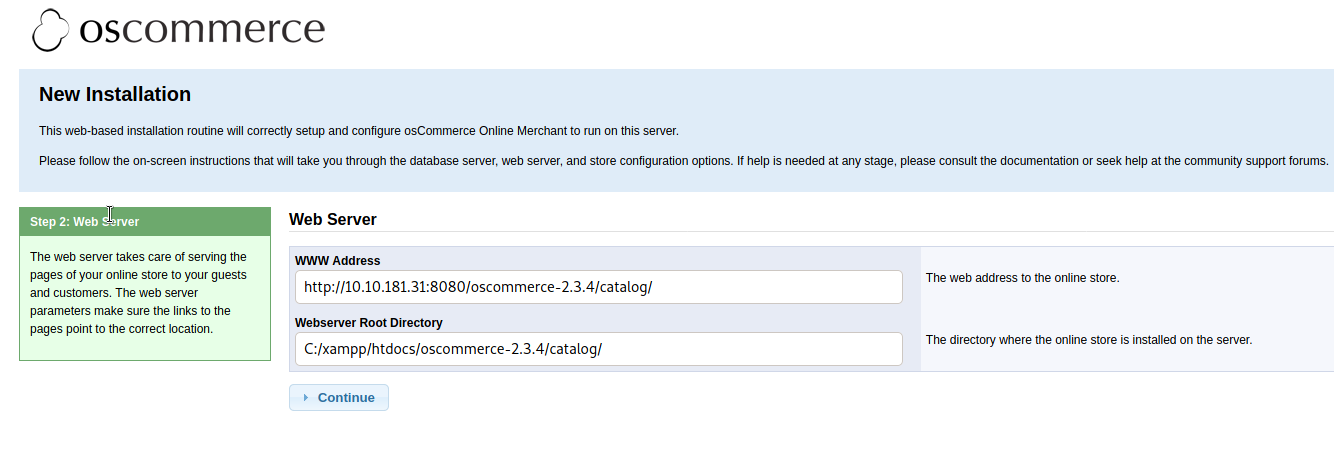 oscommerce
New Installation
This web-based installation routine will correctly setup and configure osCommerce Online Merchant to run on this server.
Please follow the on-screen instructions that will take you through the database server, web server, and store configuration options. If help is needed at any stage, please consult the documentation or seek help at the community support forums.
Step 2: Web Server
The web server takes care of serving the
pages of your online store to your guests
and customers. The web server
parameters make sure the links to the
pages point to the correct location.
Web Server
WWW Address
http://10.10.181.31:8080/oscommerce-2.3.4/catalog/
The web address to the online store.
Webserver Root Directory
C:/xampp/htdocs/oscommerce-2.3.4/catalog/
The directory where the online store is installed on the server.
Continue